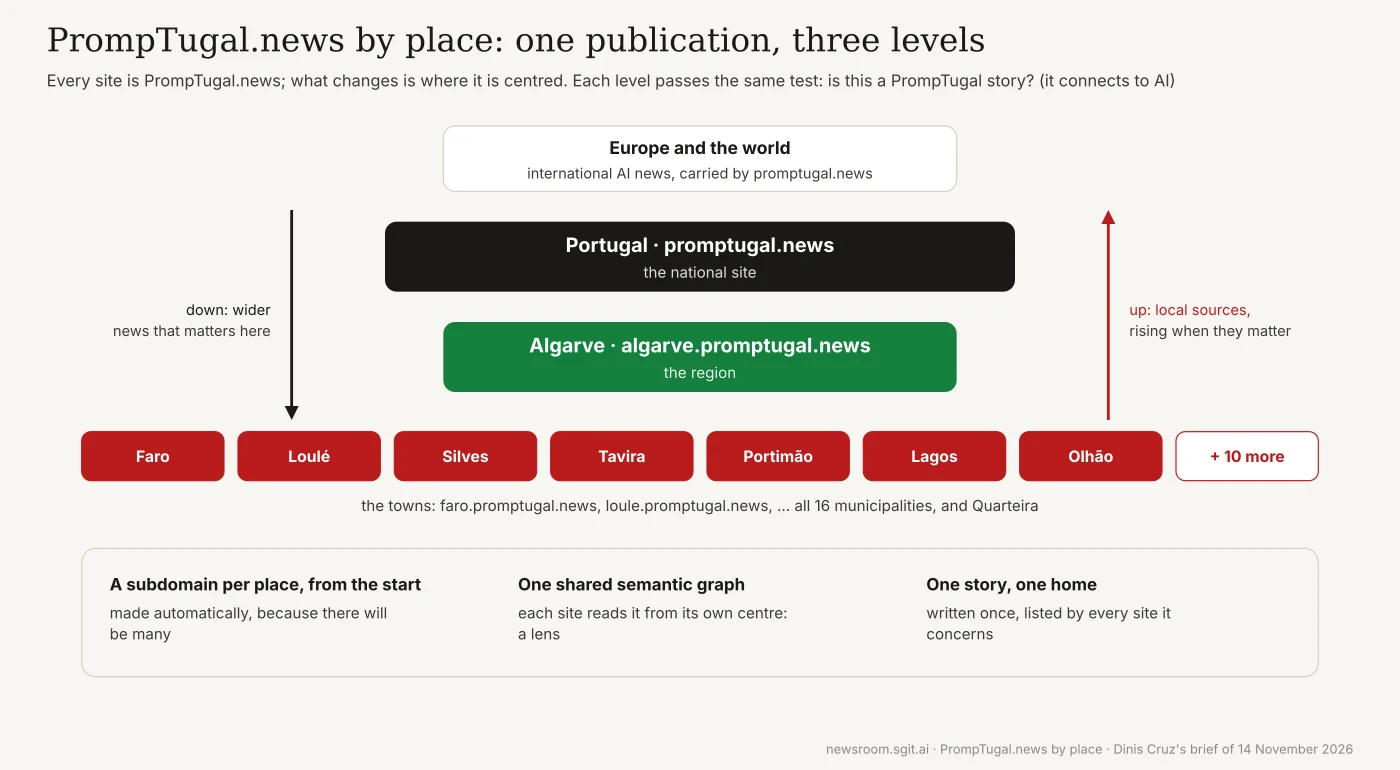 PrompTugal.news by place: one publication, three levels
Every site is PrompTugal.news; what changes is where it is centred. Each level passes the same test: is this a PrompTugal story? (it connects to AI)
Europe and the world
international AI news, carried by promptugal.news
Portugal · promptugal.news
the national site
down: wider
news that matters here
up: local sources,
rising when they matter
Algarve · algarve.promptugal.news
the region
Faro
Loulé
Silves
Tavira
Portimão
Lagos
Olhão
+ 10 more
the towns: faro.promptugal.news, loule.promptugal.news, ... all 16 municipalities, and Quarteira
A subdomain per place, from the start
made automatically, because there will
be many
One shared semantic graph
each site reads it from its own centre:
a lens
One story, one home
written once, listed by every site it
concerns
newsroom.sgit.ai · PrompTugal.news by place · Dinis Cruz's brief of 14 November 2026